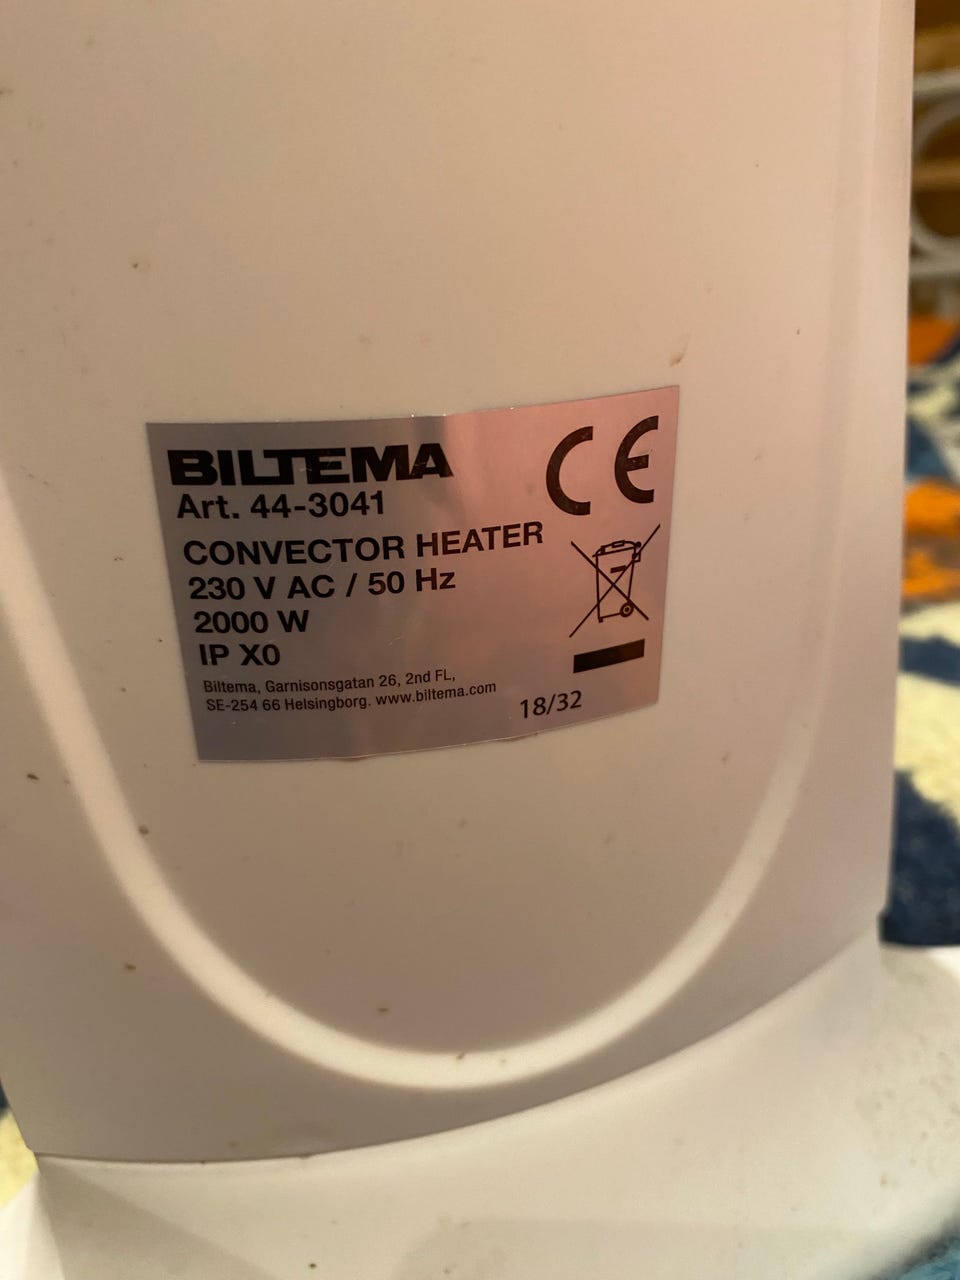 BILTEMA
Art. 44-3041
CONVECTOR HEATER
230 V AC / 50 Hz
2000 W
IP X0
Biltema, Garnisonsgatan 26, 2nd FL,
SE-254 66 Helsingborg. www.biltema.com
18/32
CE